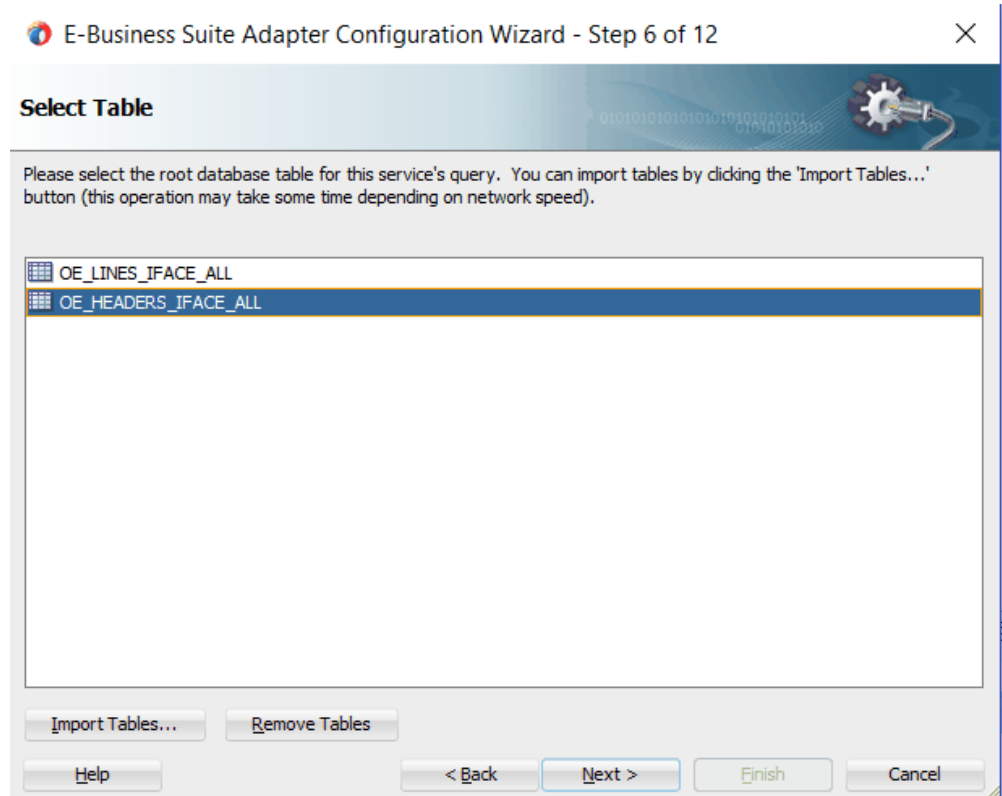 E-Business Suite Adapter Configuration Wizard - Step 6 of 12
Select Table
Please select the root database table for this service's query. You can import tables by clicking the 'Import Tables...'
button (this operation may take some time depending on network speed).
OE_LINES_IFACE_ALL
OE_HEADERS_IFACE_ALL
Import Tables... Remove Tables
Help < Back Next > Finish Cancel